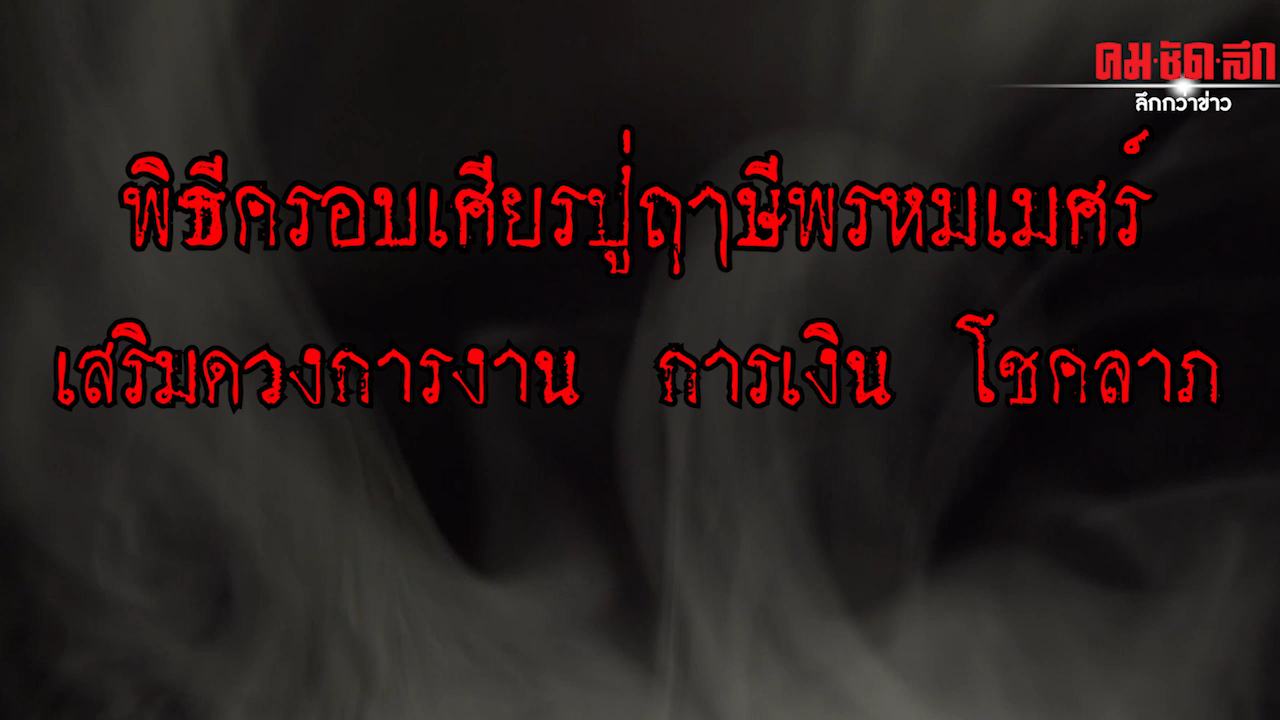 คม·ชัด·ลึก
ลึกกว่าข่าว
พิธีครอบเศียรปู่ฤาษีพรหมเมศร์
เสริมดวงการงาน การเงิน โชคลาภ